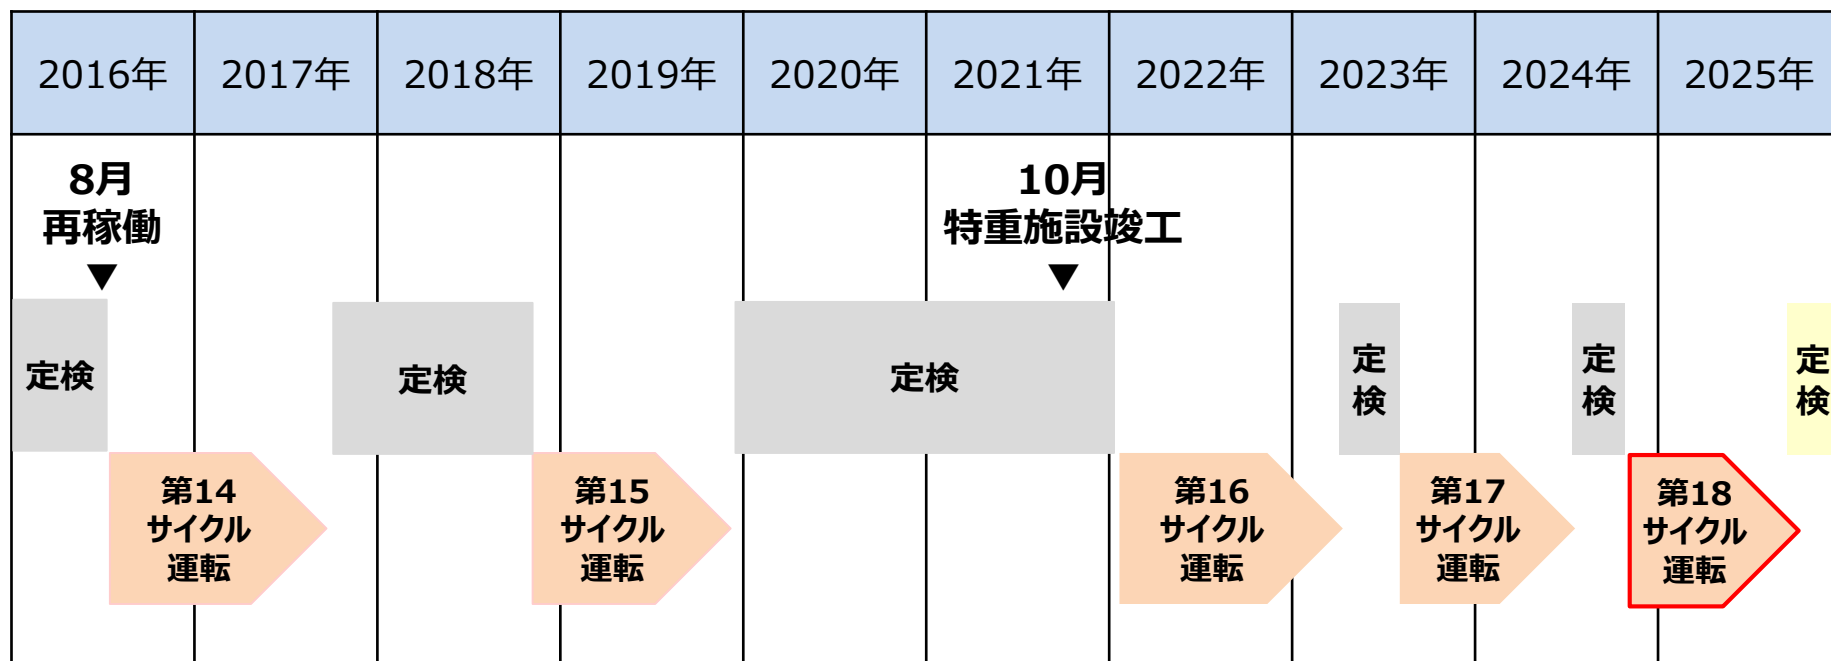 2016年 2017年 2018年 2019年 2020年 2021年 2022年 2023年 2024年 2025年
8月
再稼働
▼
10月
特重施設竣工
▼
定検
定検
定検
定
検
定
検
定
検
第14
サイクル
運転
第15
サイクル
運転
第16
サイクル
運転
第17
サイクル
運転
第18
サイクル
運転